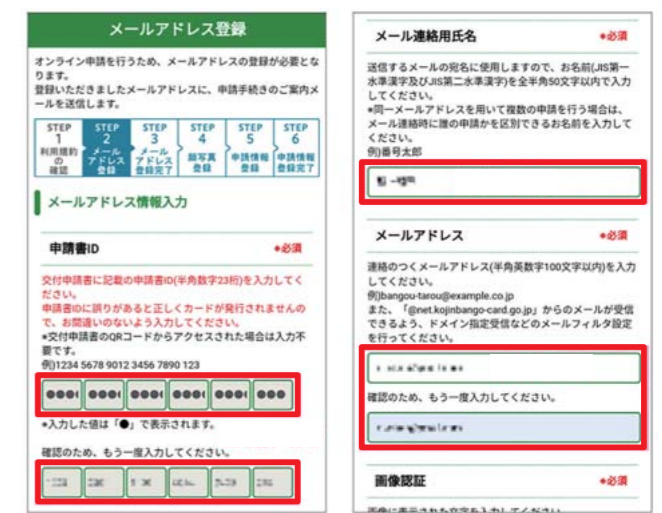 メールアドレス登録
オンライン申請を行うため、メールアドレスの登録が必要とな
ります。
登録いただきましたメールアドレスに、申請手続きのご案内メ
ールを送信します。
STEP
1
利用規約
の
確認
STEP
2
メール
アドレス
登録
STEP
3
メール
アドレス
登録完了
STEP
4
顔写真
登録
STEP
5
申請情報
登録
STEP
6
申請情報
登録完了
メールアドレス情報入力
申請書ID
*必須
交付申請書に記載の申請書ID(半角数字23桁)を入力してく
ださい。
申請書IDに誤りがあると正しくカードが発行されませんの
で、お間違いのないよう入力してください。
*交付申請書のQRコードからアクセスされた場合は入力不
要です。
例)1234 5678 9012 3456 7890 123
*入力した値は「●」で表示されます。
確認のため、もう一度入力してください。
メール連絡用氏名
*必須
送信するメールの宛名に使用しますので、お名前(JIS第一
水準漢字及びJIS第二水準漢字)を全半角50文字以内で入力
してください。
*同一メールアドレスを用いて複数の申請を行う場合は、
メール連絡時に誰の申請かを区別できるお名前を入力して
ください。
例)番号太郎
メールアドレス
*必須
連絡のつくメールアドレス(半角英数字100文字以内)を入力
してください。
例)bangou-tarou@example.co.jp
また、「@net.kojinbango-card.go.jp」からのメールが受信
できるよう、ドメイン指定受信などのメールフィルタ設定
を行ってください。
確認のため、もう一度入力してください。
画像認証
*必須
画像に表示された文字を入力してください